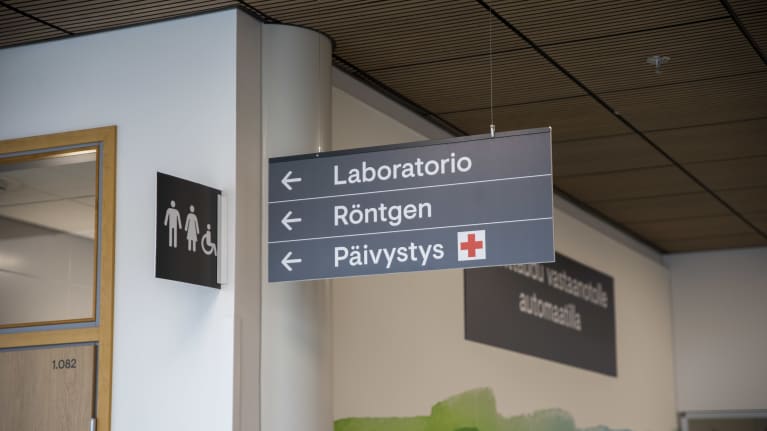 Laboratorio
Röntgen
Päivystys
vastaanotolle
automaatilla
1.082